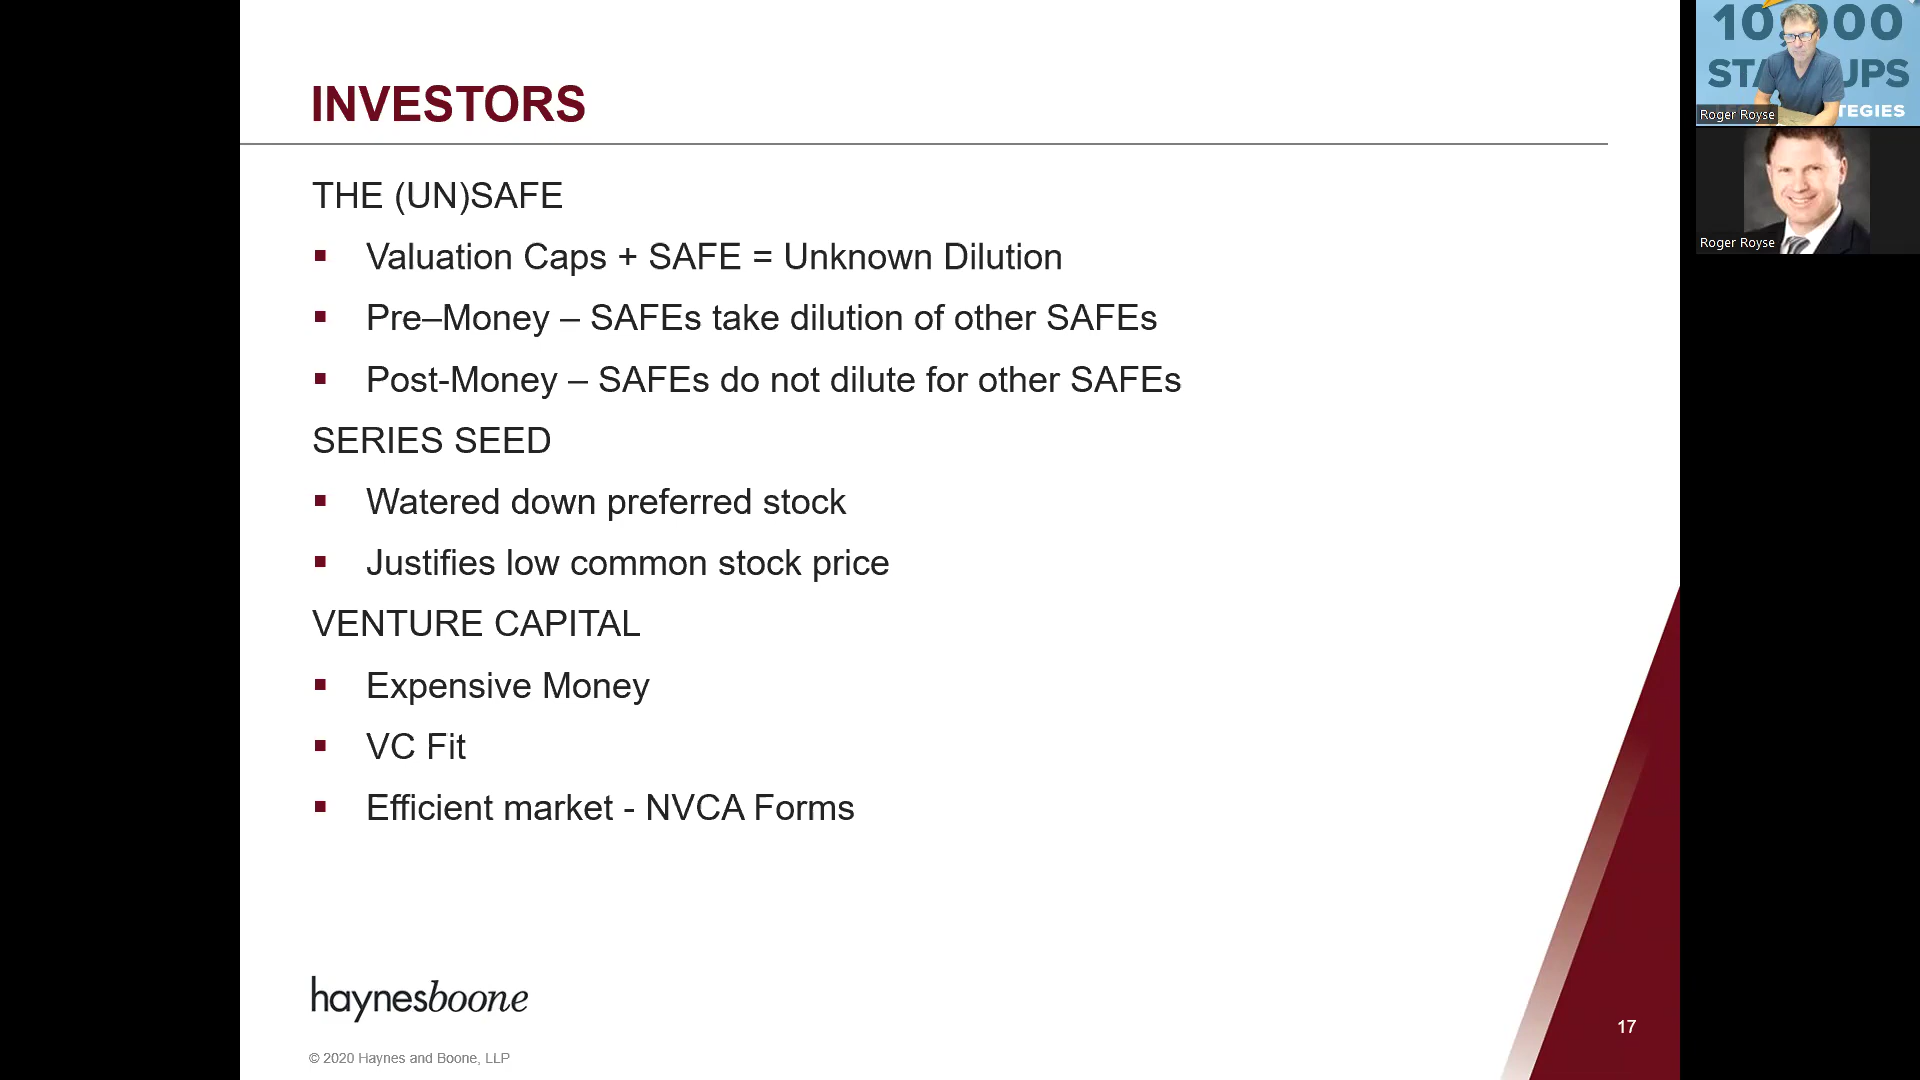 INVESTORS
THE (UN)SAFE
▪ Valuation Caps + SAFE = Unknown Dilution
▪ Pre–Money – SAFEs take dilution of other SAFEs
▪ Post-Money – SAFEs do not dilute for other SAFEs
SERIES SEED
▪ Watered down preferred stock
▪ Justifies low common stock price
VENTURE CAPITAL
▪ Expensive Money
▪ VC Fit
▪ Efficient market - NVCA Forms
haynesboone
17
© 2020 Haynes and Boone, LLP
Roger Royse
Roger Royse